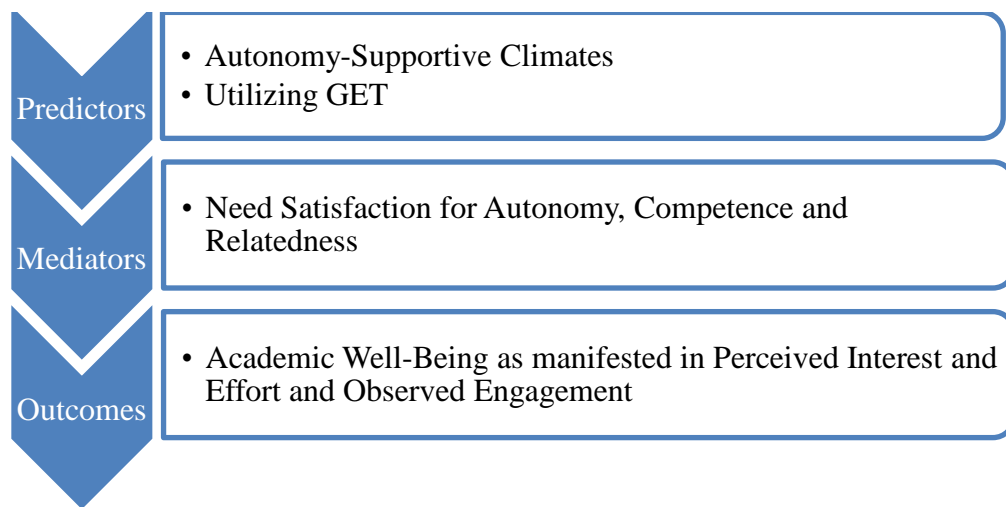 Predictors
• Autonomy-Supportive Climates
• Utilizing GET
Mediators
• Need Satisfaction for Autonomy, Competence and
Relatedness
Outcomes
• Academic Well-Being as manifested in Perceived Interest and
Effort and Observed Engagement